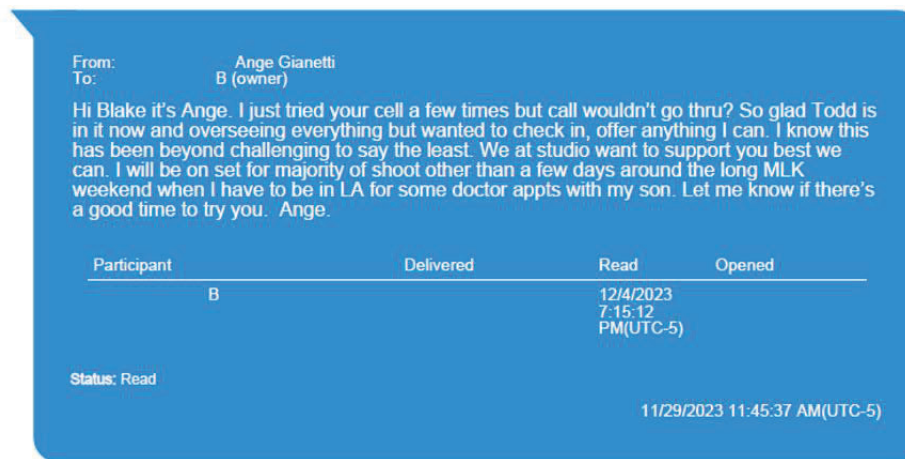 From: Ange Gianetti
To: B (owner)
Hi Blake it's Ange. I just tried your cell a few times but call wouldn't go thru? So glad Todd is
in it now and overseeing everything but wanted to check in, offer anything I can. I know this
has been beyond challenging to say the least. We at studio want to support you best we
can. I will be on set for majority of shoot other than a few days around the long MLK
weekend when I have to be in LA for some doctor appts with my son. Let me know if there's
a good time to try you.  Ange.
Participant Delivered Read Opened
B 12/4/2023
7:15:12
PM(UTC-5)
Status: Read
11/29/2023 11:45:37 AM(UTC-5)